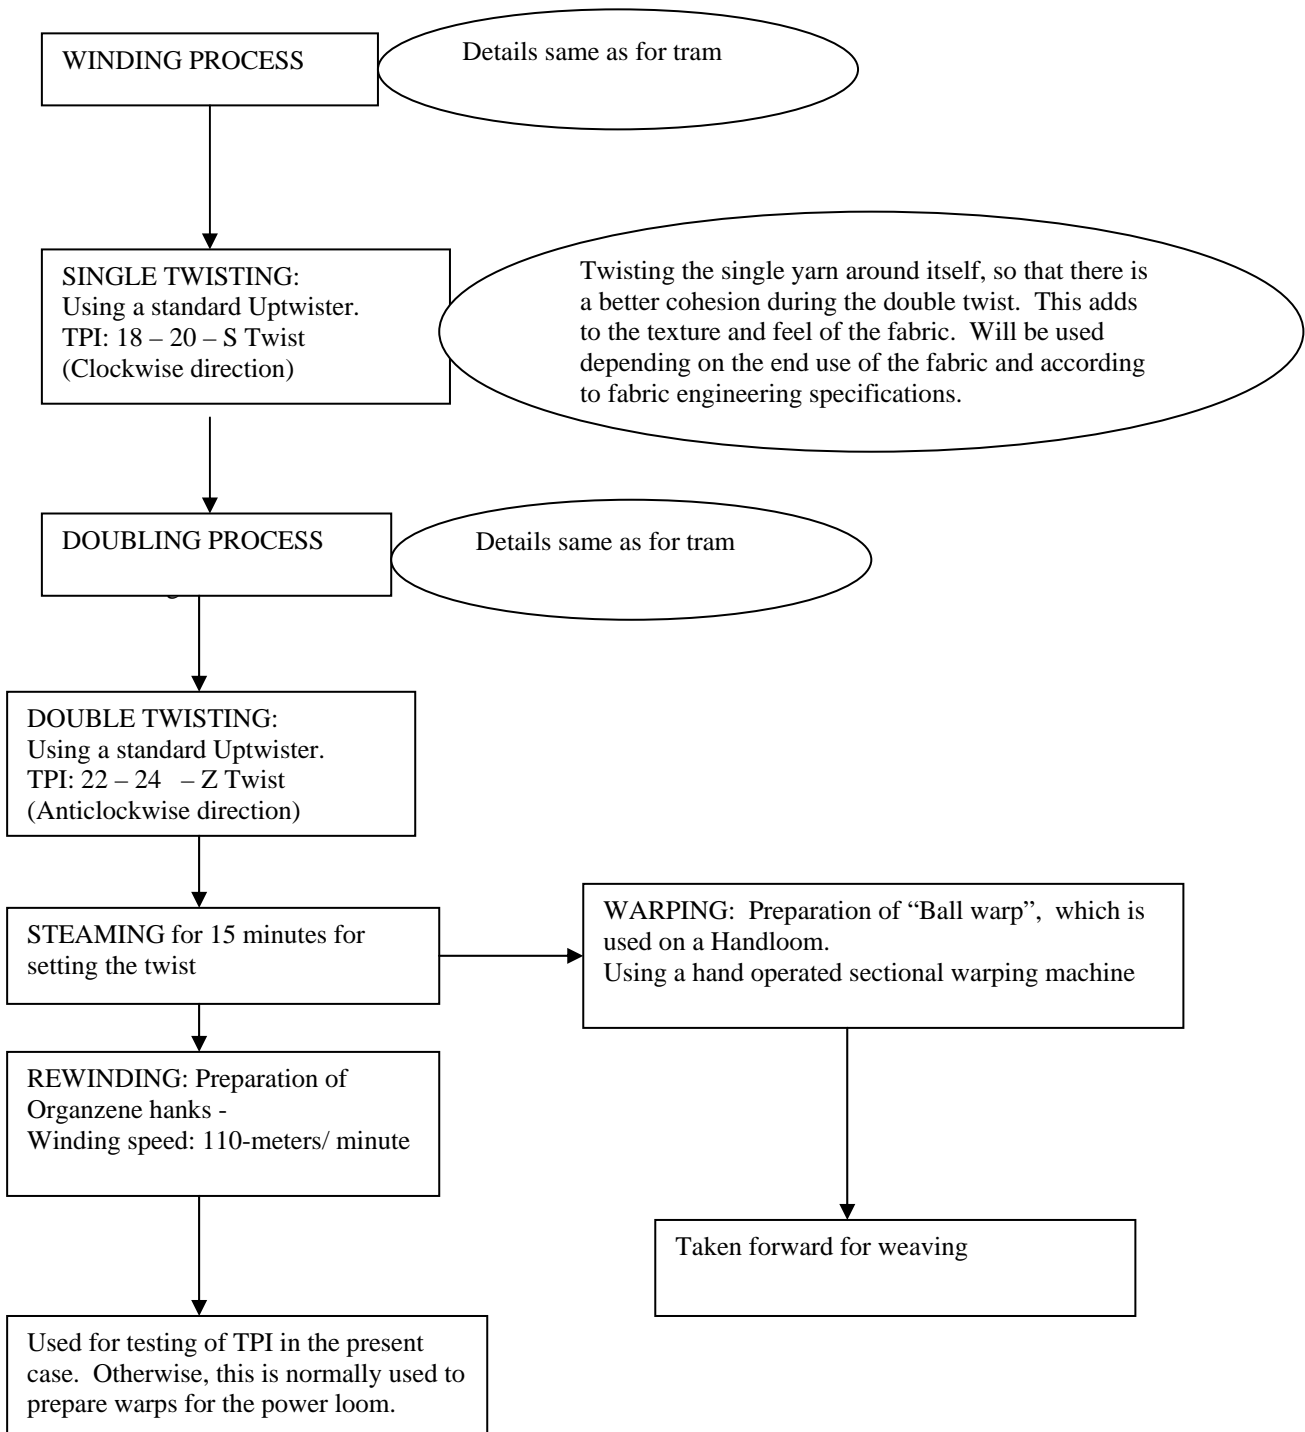 WINDING PROCESS
Details same as for tram
SINGLE TWISTING:
Using a standard Uptwister.
TPI: 18 – 20 – S Twist
(Clockwise direction)
Twisting the single yarn around itself, so that there is
a better cohesion during the double twist.  This adds
to the texture and feel of the fabric.  Will be used
depending on the end use of the fabric and according
to fabric engineering specifications.
DOUBLING PROCESS
Details same as for tram
DOUBLE TWISTING:
Using a standard Uptwister.
TPI: 22 – 24   – Z Twist
(Anticlockwise direction)
STEAMING for 15 minutes for
setting the twist
WARPING:  Preparation of “Ball warp”,  which is
used on a Handloom.
Using a hand operated sectional warping machine
REWINDING: Preparation of
Organzene hanks -
Winding speed: 110-meters/ minute
Taken forward for weaving
Used for testing of TPI in the present
case.  Otherwise, this is normally used to
prepare warps for the power loom.